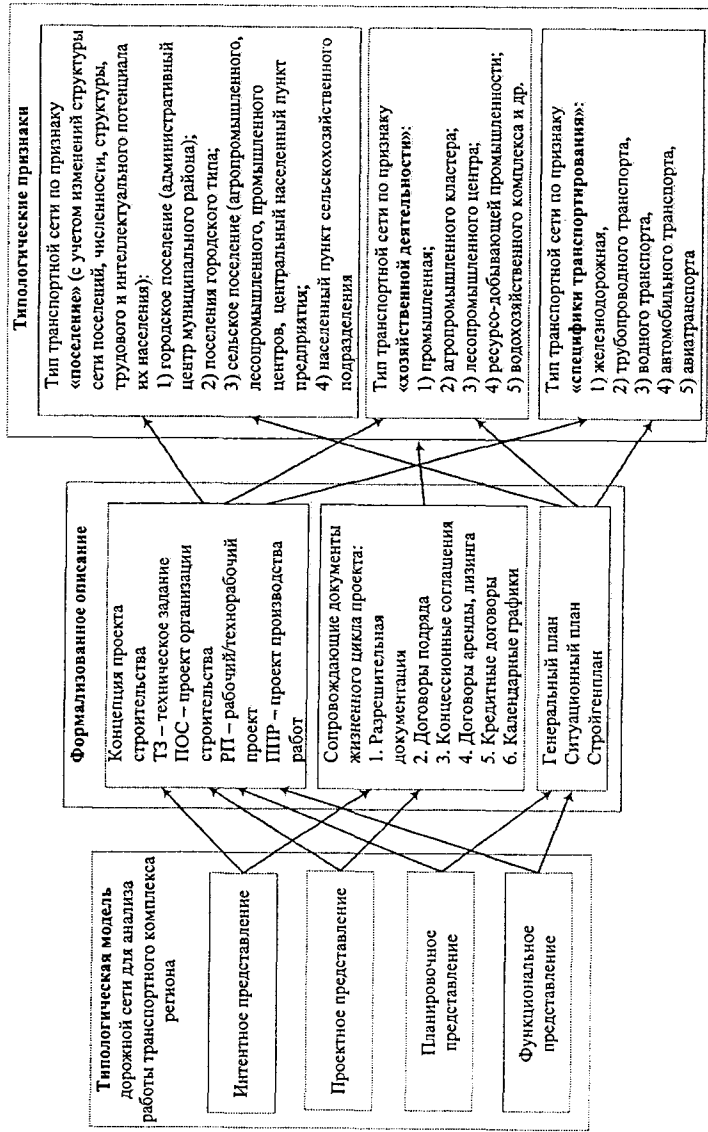 Типологическая модель
дорожной сети для анализа
работы транспортного комплекса
региона
Интентное представление
Проектное представление
Планировочное
представление
Функциональное
представление
Формализованное описание
Концепция проекта
строительства
ТЗ – техническое задание
ПОС – проект организации
строительства
РП – рабочий/технорабочий
проект
ППР – проект производства
работ
Сопровождающие документы
жизненного цикла проекта:
1. Разрешительная
документация
2. Договоры подряда
3. Концессионные соглашения
4. Договоры аренды, лизинга
5. Кредитные договоры
6. Календарные графики
Генеральный план
Ситуационный план
Стройгенплан
Типологические признаки
Тип транспортной сети по признаку
«поселение» (с учетом изменений структуры
сети поселений, численности, структуры,
трудового и интеллектуального потенциала
их населения):
1) городское поселение (административный
центр муниципального района);
2) поселения городского типа;
3) сельское поселение (агропромышленного,
лесопромышленного, промышленного
центров, центральный населенный пункт
предприятия;
4) населенный пункт сельскохозяйственного
подразделения
Тип транспортной сети по признаку
«хозяйственной деятельности»:
1) промышленная;
2) агропромышленного кластера;
3) лесопромышленного центра;
4) ресурсо-добывающей промышленности;
5) водохозяйственного комплекса и др.
Тип транспортной сети по признаку
«специфики транспортирования»:
1) железнодорожная,
2) трубопроводного транспорта,
3) водного транспорта,
4) автомобильного транспорта,
5) авиатранспорта